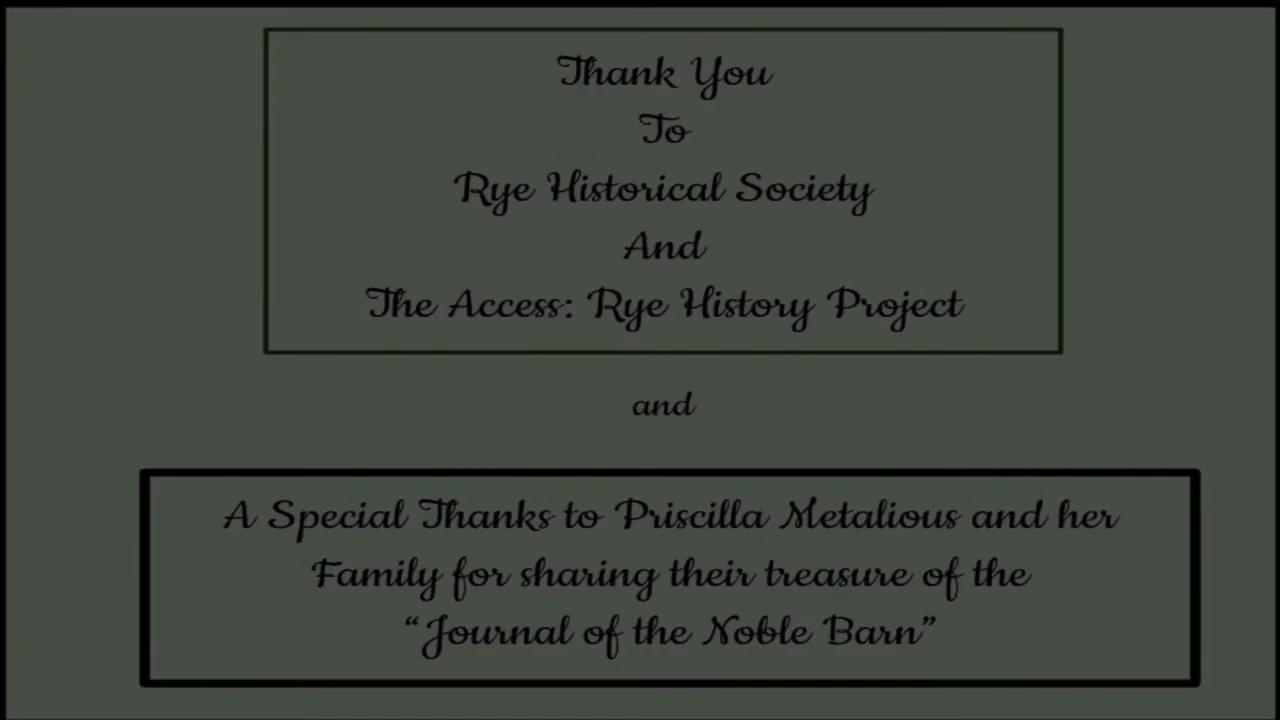 Thank You
To
Rye Historical Society
And
The Access: Rye History Project
and
A Special Thanks to Priscilla Metalious and her
Family for sharing their treasure of the
“Journal of the Noble Barn”